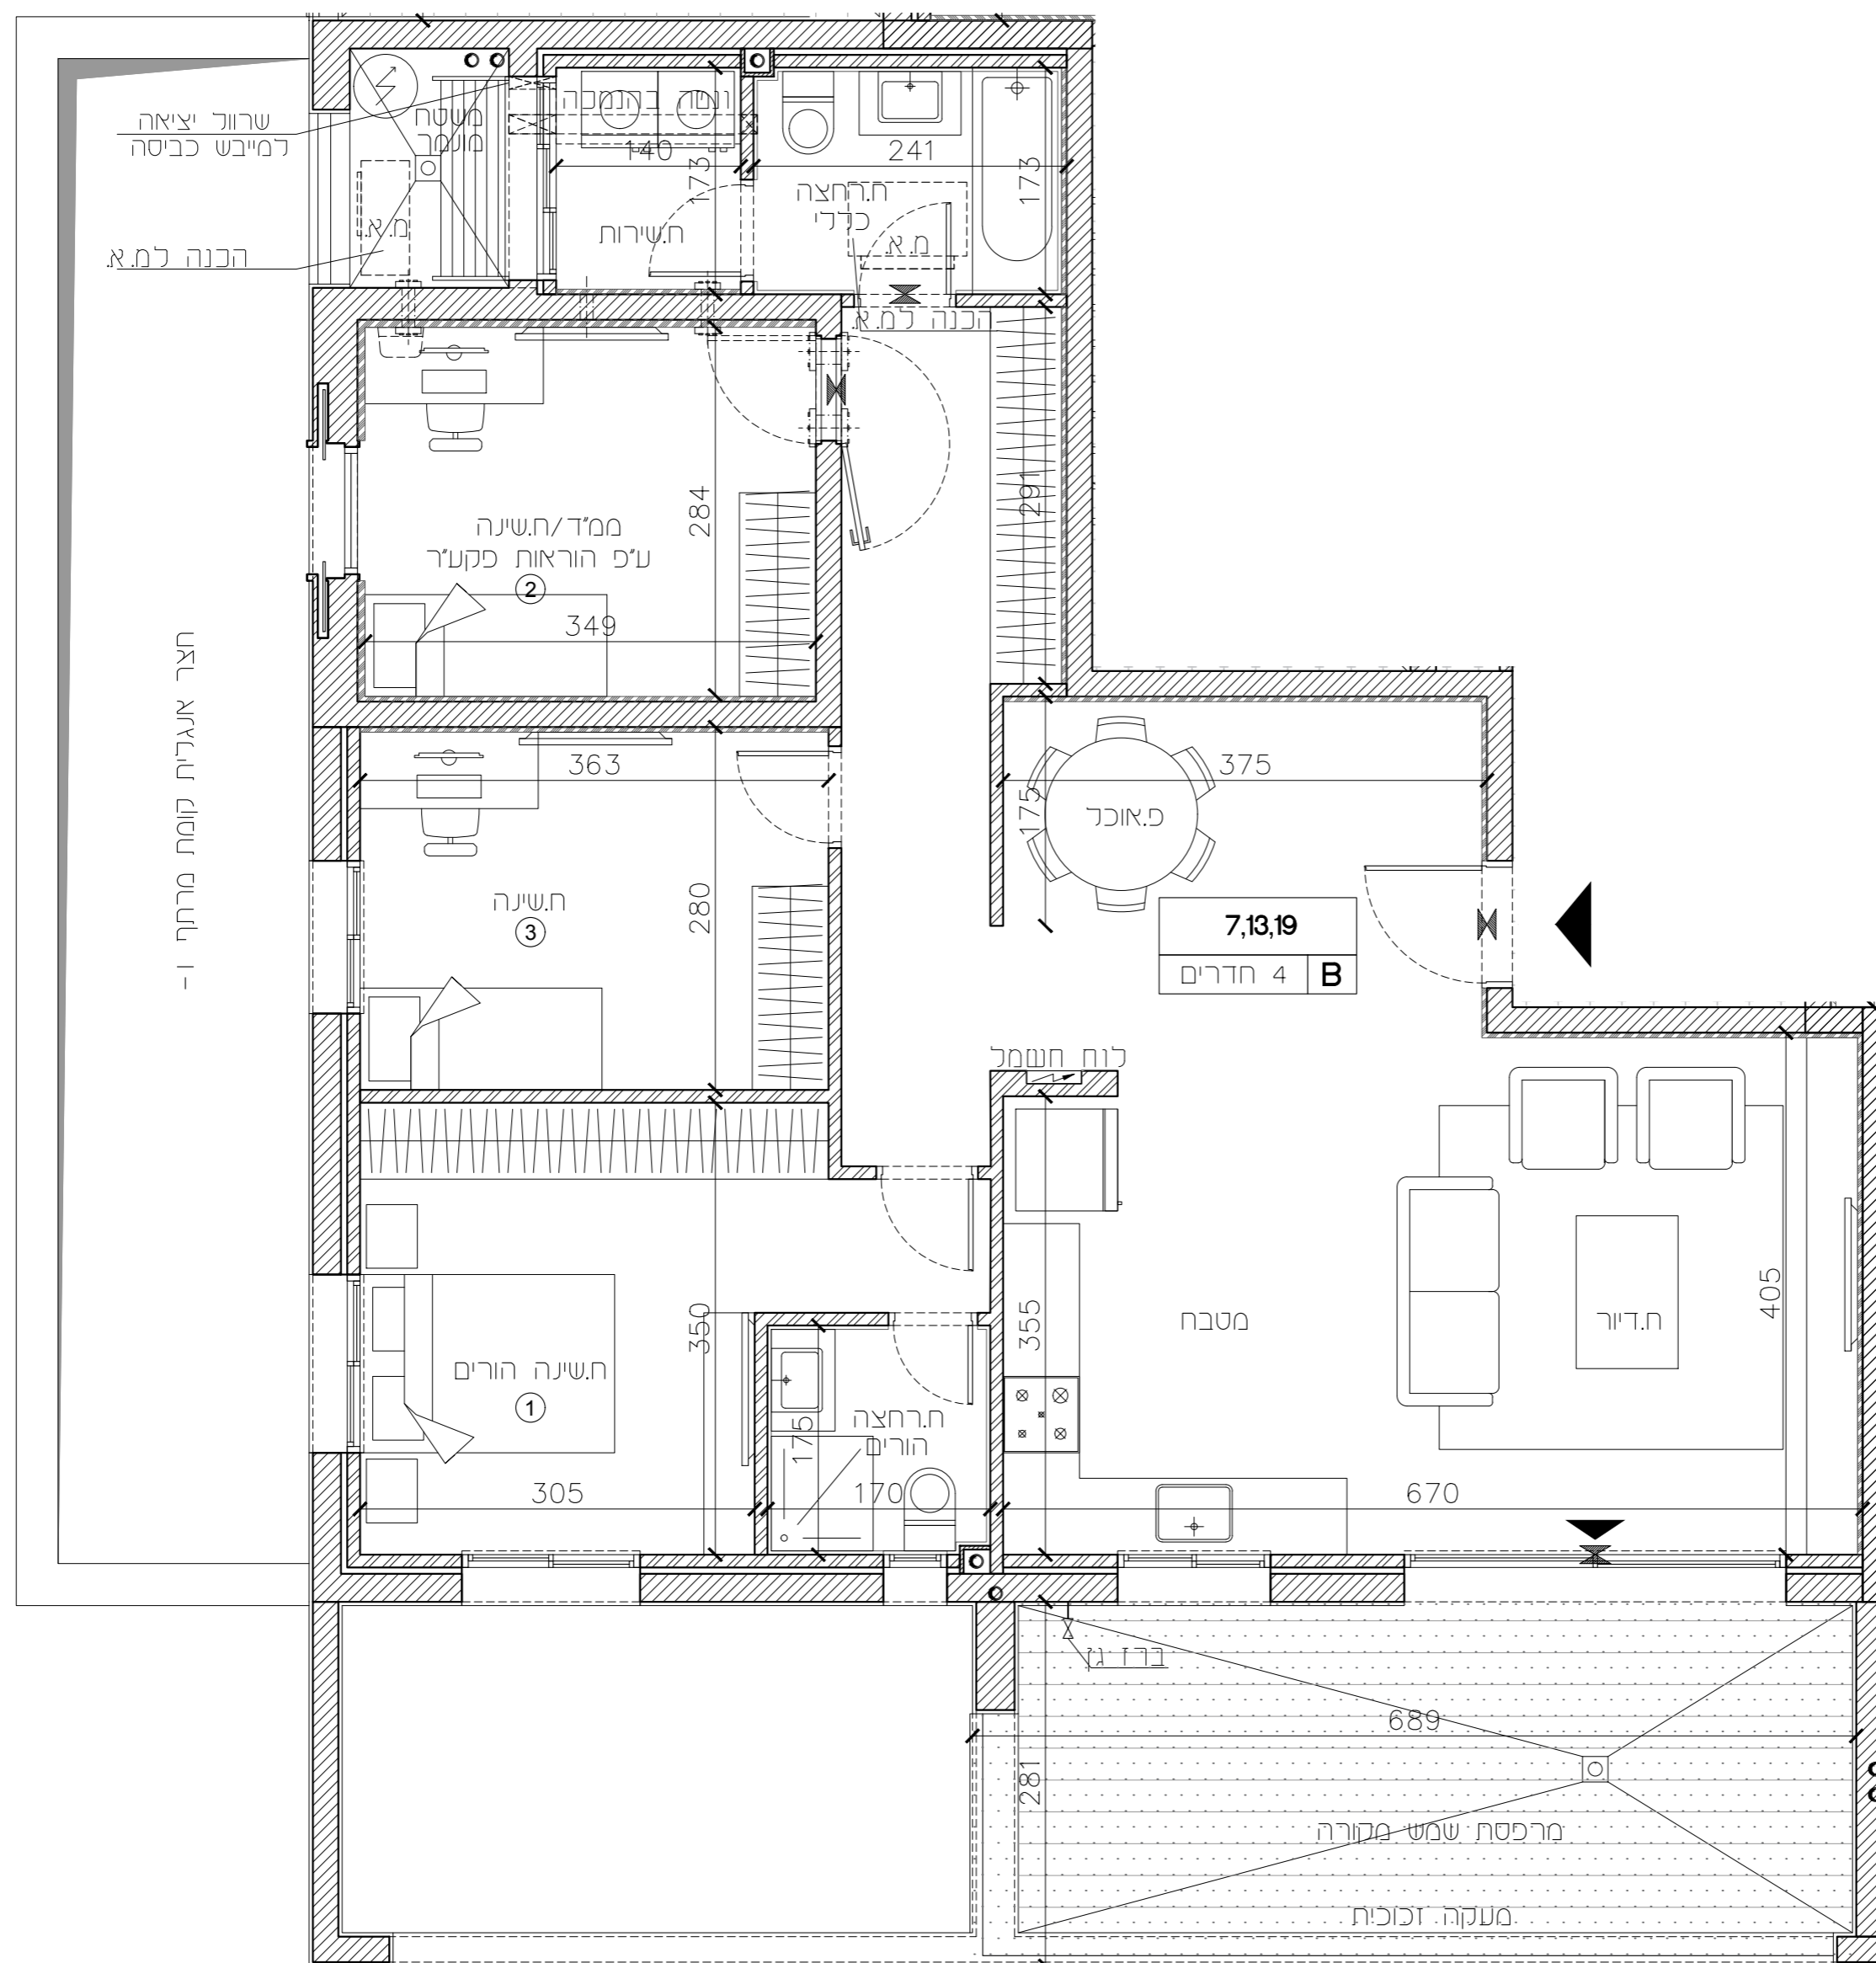 שרוול יציאה
למייבש כביסה
משטח
מונמך
מ.א.
הכנה למ.א.
140
173
ח.שירות
241
173
ח.רחצה
כללי
מ.א.
הכנה למ.א.
291
284
ממ"ד/ח.שינה
ע"פ הוראות פקע"ר
2
349
חצר אנגלית קומת מרתף 1-
363
280
ח.שינה
3
375
175
פ.אוכל
7,13,19
4 חדרים
B
לוח חשמל
350
ח.שינה הורים
1
305
175
ח.רחצה
הורים
170
355
מטבח
405
ח.דיור
670
ברז גן
689
281
מרפסת שמש מקורה
מעקה זכוכית